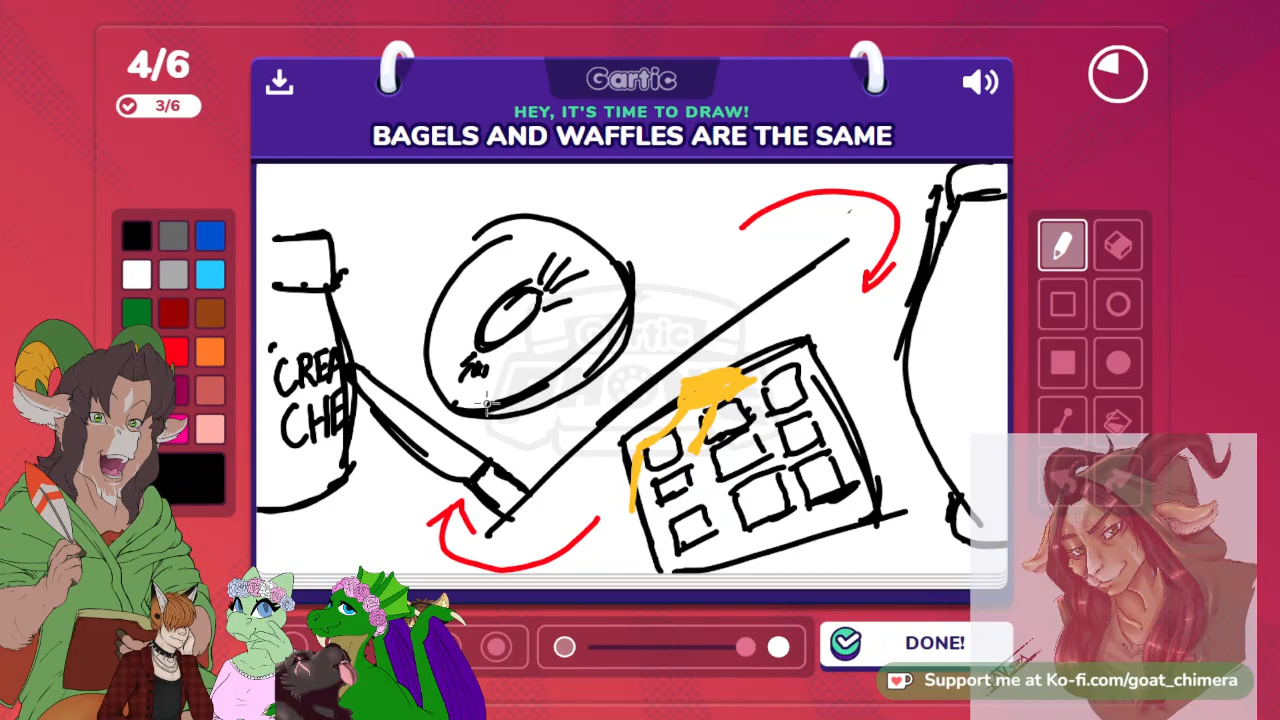 4/6
3/6
Gartic
HEY, IT'S TIME TO DRAW!
BAGELS AND WAFFLES ARE THE SAME
CREA
CHE
Gartic
DONE!
Support me at Ko-fi.com/goat_chimera